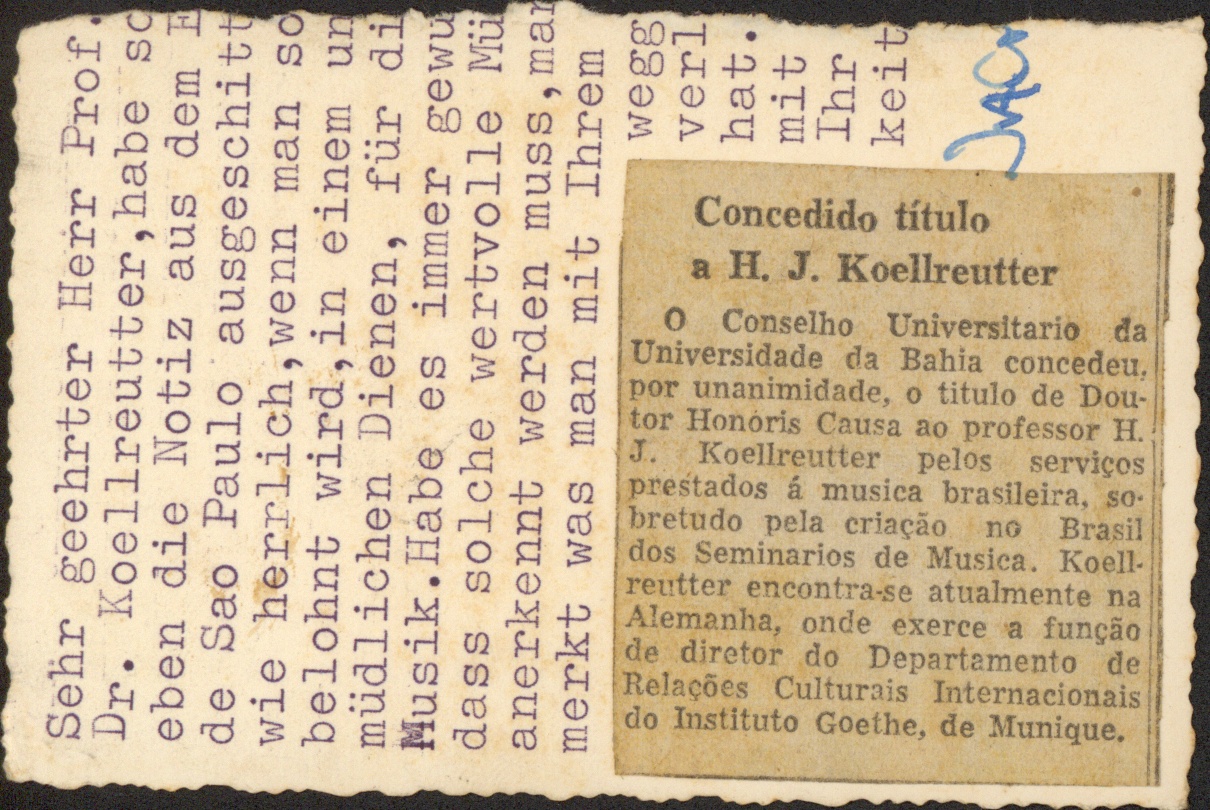 Sehr geehrter Herr Prof.
Dr. Koellreutter,habe so
eben die Notiz aus dem E
de Sao Paulo ausgeschitt
wie herrlich,wenn man so
belohnt wird,in einem un
müdlichen Dienen, für di
Musik.Habe es immer gewü
dass solche wertvolle Mü
anerkennt werden muss,man
merkt was man mit Ihrem
wegg
verl
hat.
mit
Ihr
keit
Concedido título
a H. J. Koellreutter
O Conselho Universitario da
Universidade da Bahia concedeu,
por unanimidade, o titulo de Dou-
tor Honoris Causa ao professor H.
J. Koellreutter pelos serviços
prestados á musica brasileira, so-
bretudo pela criação no Brasil
dos Seminarios de Musica. Koell-
reutter encontra-se atualmente na
Alemanha, onde exerce a função
de diretor do Departamento de
Relações Culturais Internacionais
do Instituto Goethe, de Munique.